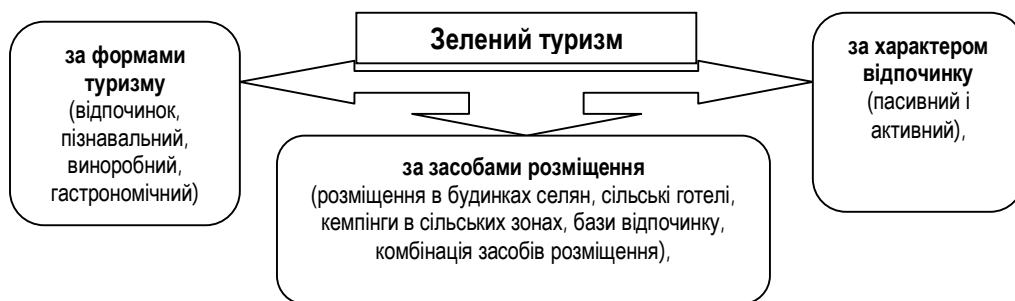 Зелений туризм
за формами
туризму
(відпочинок,
пізнавальний,
виноробний,
гастрономічний)
за засобами розміщення
(розміщення в будинках селян, сільські готелі,
кемпінги в сільських зонах, бази відпочинку,
комбінація засобів розміщення),
за характером
відпочинку
(пасивний і
активний),